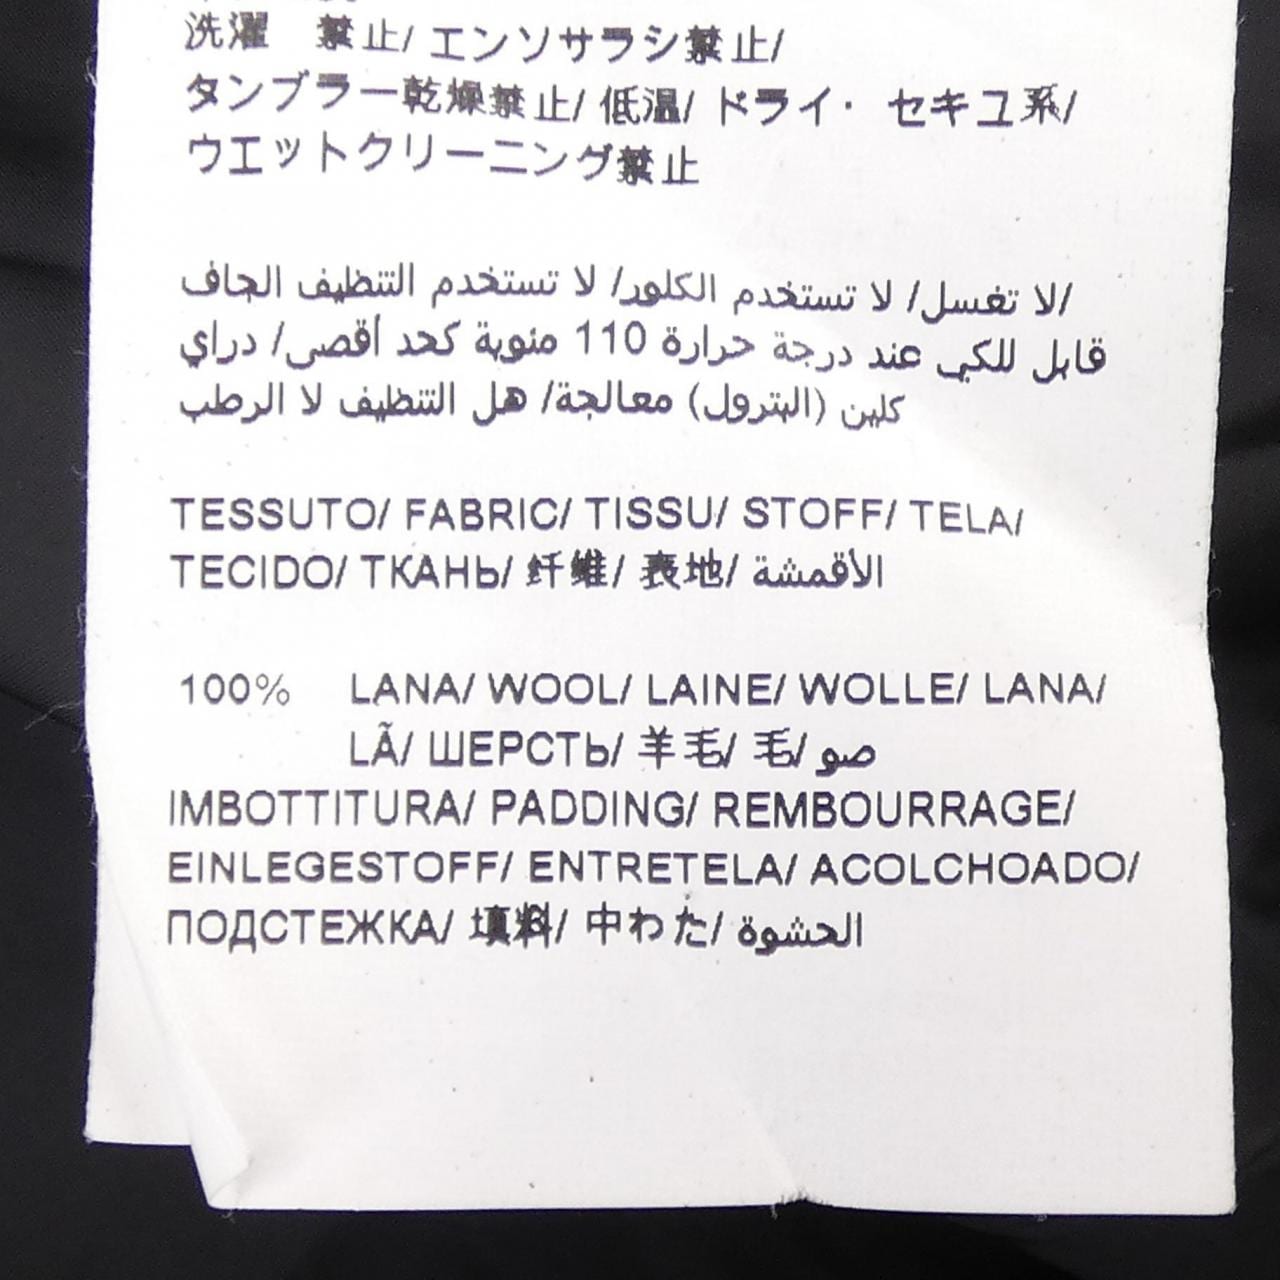 洗濯 禁止/ エンソサラシ禁止/
タンブラー乾燥禁止/ 低温/ ドライ・ セキユ系/
ウエットクリーニング禁止
/لا تغسل/ لا تستخدم الكلور/ لا تستخدم التنظيف الجاف
قابل للكي عند درجة حرارة 110 مئوية كحد أقصى/ دراي
كلين (البترول) معالجة/ هل التنظيف لا الرطب
TESSUTO/ FABRIC/ TISSU/ STOFF/ TELA/
TECIDO/ ТКАНЬ/ 纤维/ 表地/ الأقمشة
100% LANA/ WOOL/ LAINE/ WOLLE/ LANA/
LÃ/ ШЕРСТЬ/ 羊毛/ 毛/ صو
IMBOTTITURA/ PADDING/ REMBOURRAGE/
EINLEGESTOFF/ ENTRETELA/ ACOLCHOADO/
ПОДСТЕЖКА/ 填料/ 中わた/ الحشوة